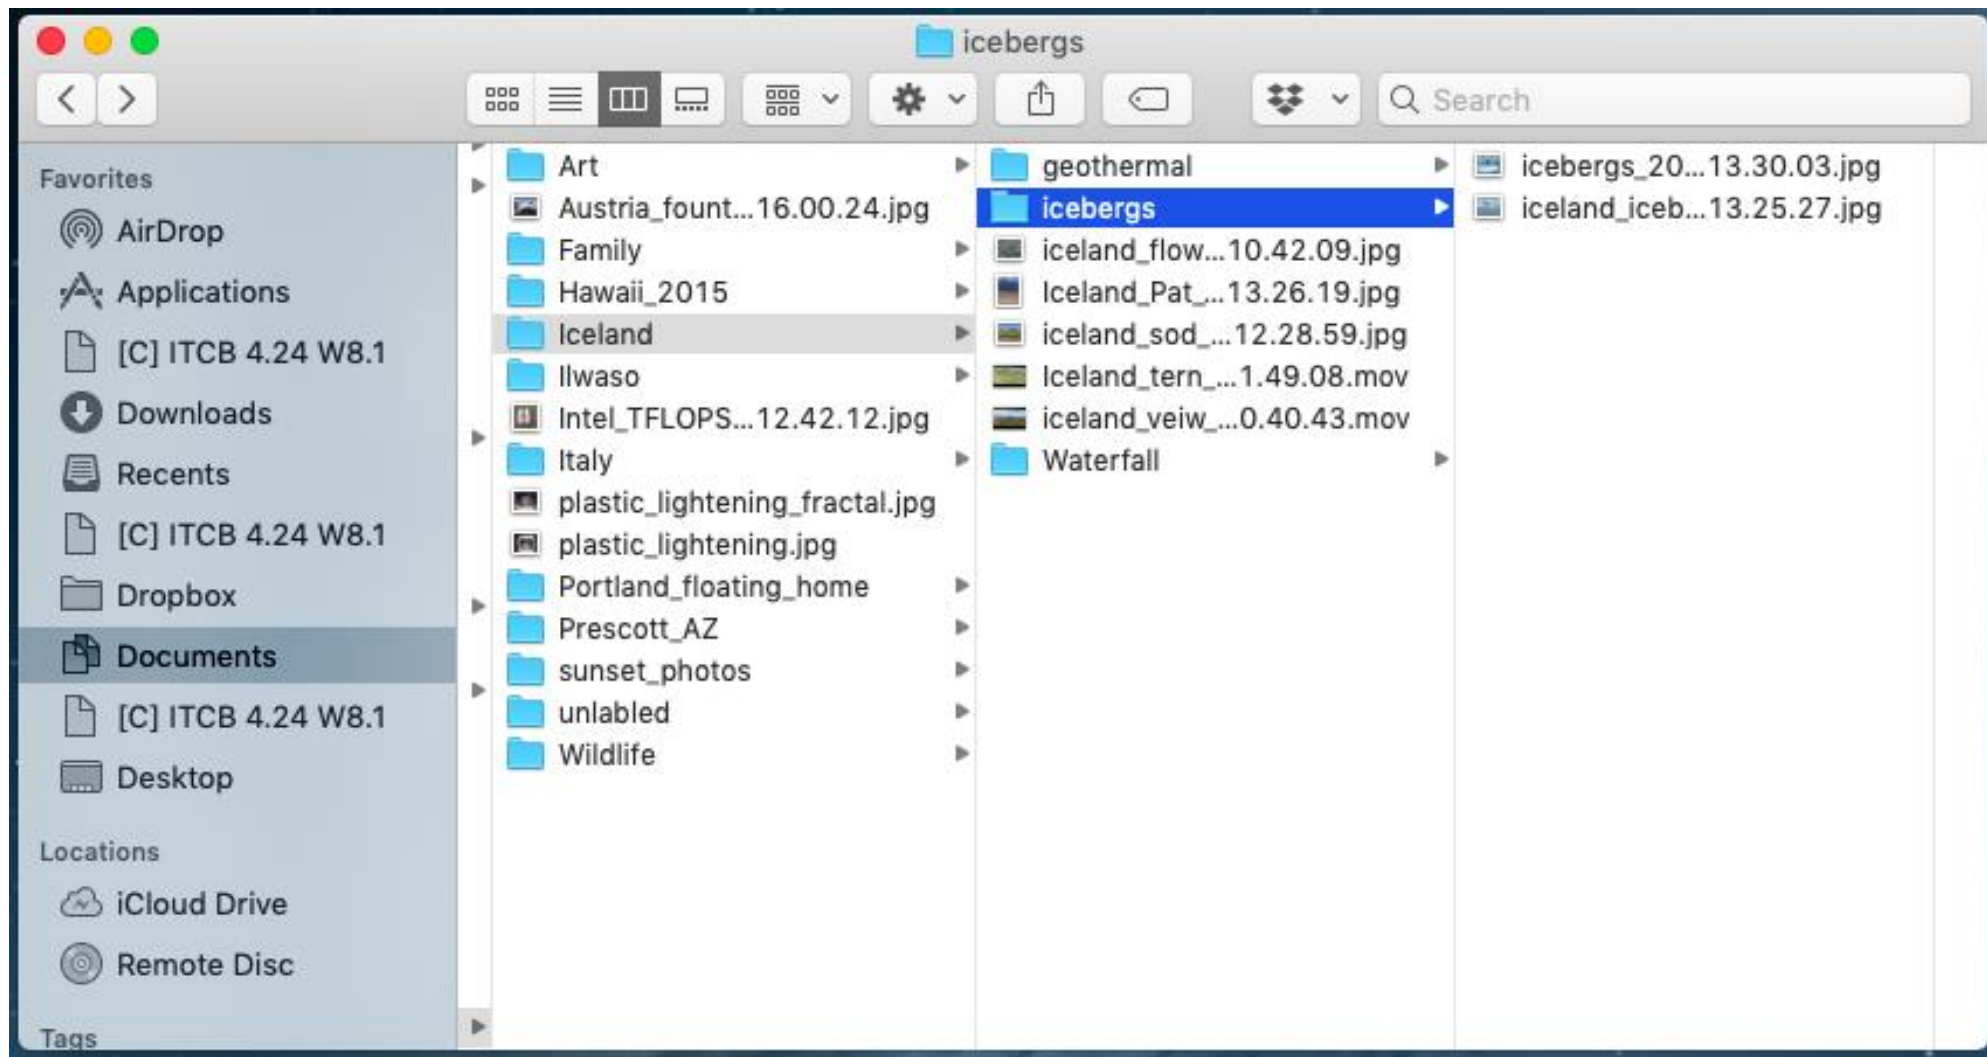 icebergs
Search
Favorites
AirDrop
Applications
[C] ITCB 4.24 W8.1
Downloads
Recents
[C] ITCB 4.24 W8.1
Dropbox
Documents
[C] ITCB 4.24 W8.1
Desktop
Locations
iCloud Drive
Remote Disc
Tags
Art
Austria_fount...16.00.24.jpg
Family
Hawaii_2015
Iceland
Ilwaso
Intel_TFLOPS...12.42.12.jpg
Italy
plastic_lightening_fractal.jpg
plastic_lightening.jpg
Portland_floating_home
Prescott_AZ
sunset_photos
unlabled
Wildlife
geothermal
icebergs
iceland_flow...10.42.09.jpg
Iceland_Pat_...13.26.19.jpg
iceland_sod_...12.28.59.jpg
Iceland_tern_...1.49.08.mov
iceland_veiw_...0.40.43.mov
Waterfall
icebergs_20...13.30.03.jpg
iceland_iceb...13.25.27.jpg